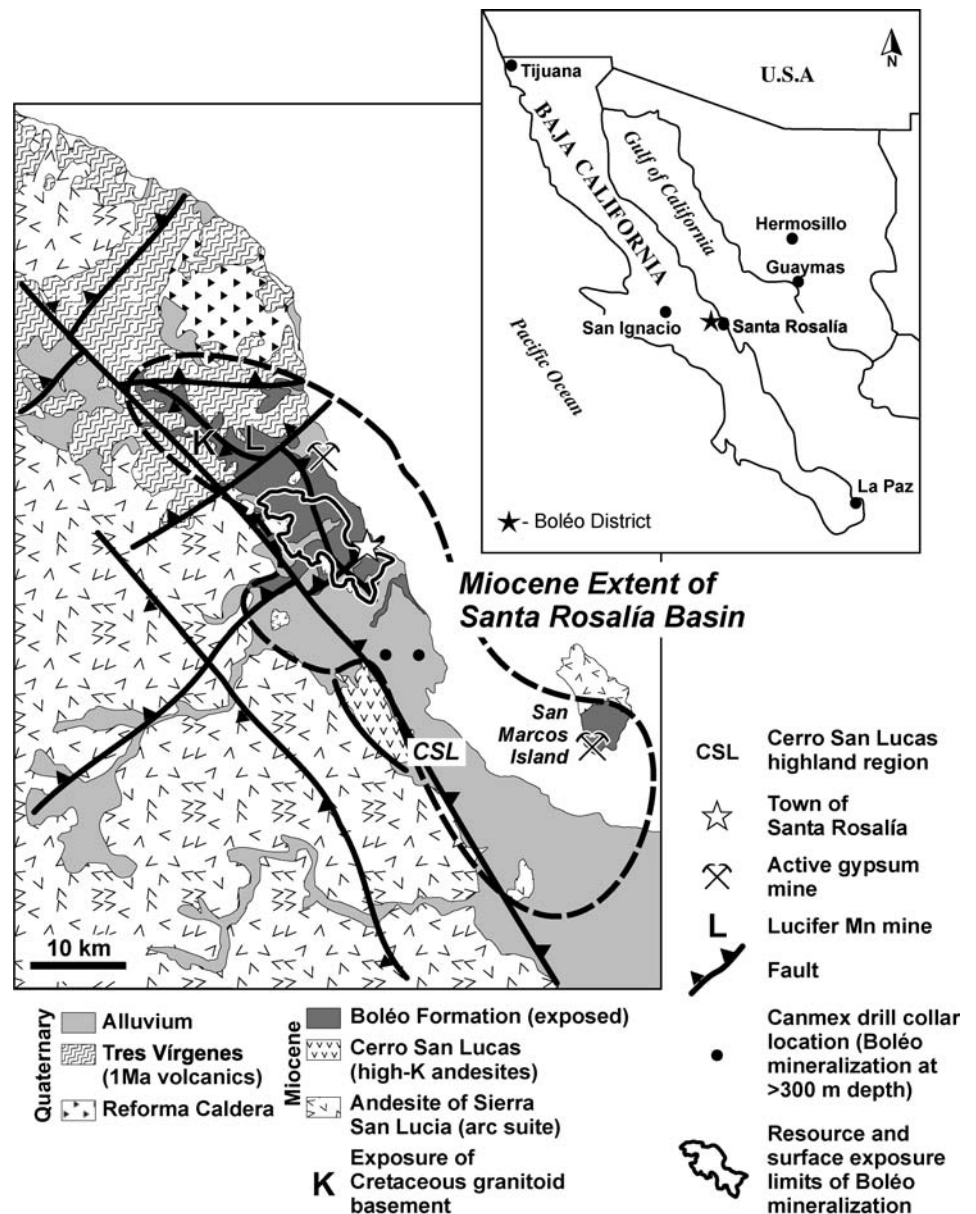 N
Tijuana
U.S.A
BAJA CALIFORNIA
Gulf of California
Hermosillo
Guaymas
San Ignacio
Santa Rosalía
Pacific Ocean
La Paz
★- Boléo District
K
L
Miocene Extent of
Santa Rosalía Basin
San
Marcos
Island
CSL
10 km
CSL
Cerro San Lucas
highland region
Town of
Santa Rosalía
Active gypsum
mine
L
Lucifer Mn mine
Fault
Canmex drill collar
location (Boléo
mineralization at
>300 m depth)
Resource and
surface exposure
limits of Boléo
mineralization
Quaternary
Alluvium
Tres Vírgenes
(1Ma volcanics)
Reforma Caldera
Miocene
Boléo Formation (exposed)
Cerro San Lucas
(high-K andesites)
Andesite of Sierra
San Lucia (arc suite)
K
Exposure of
Cretaceous granitoid
basement